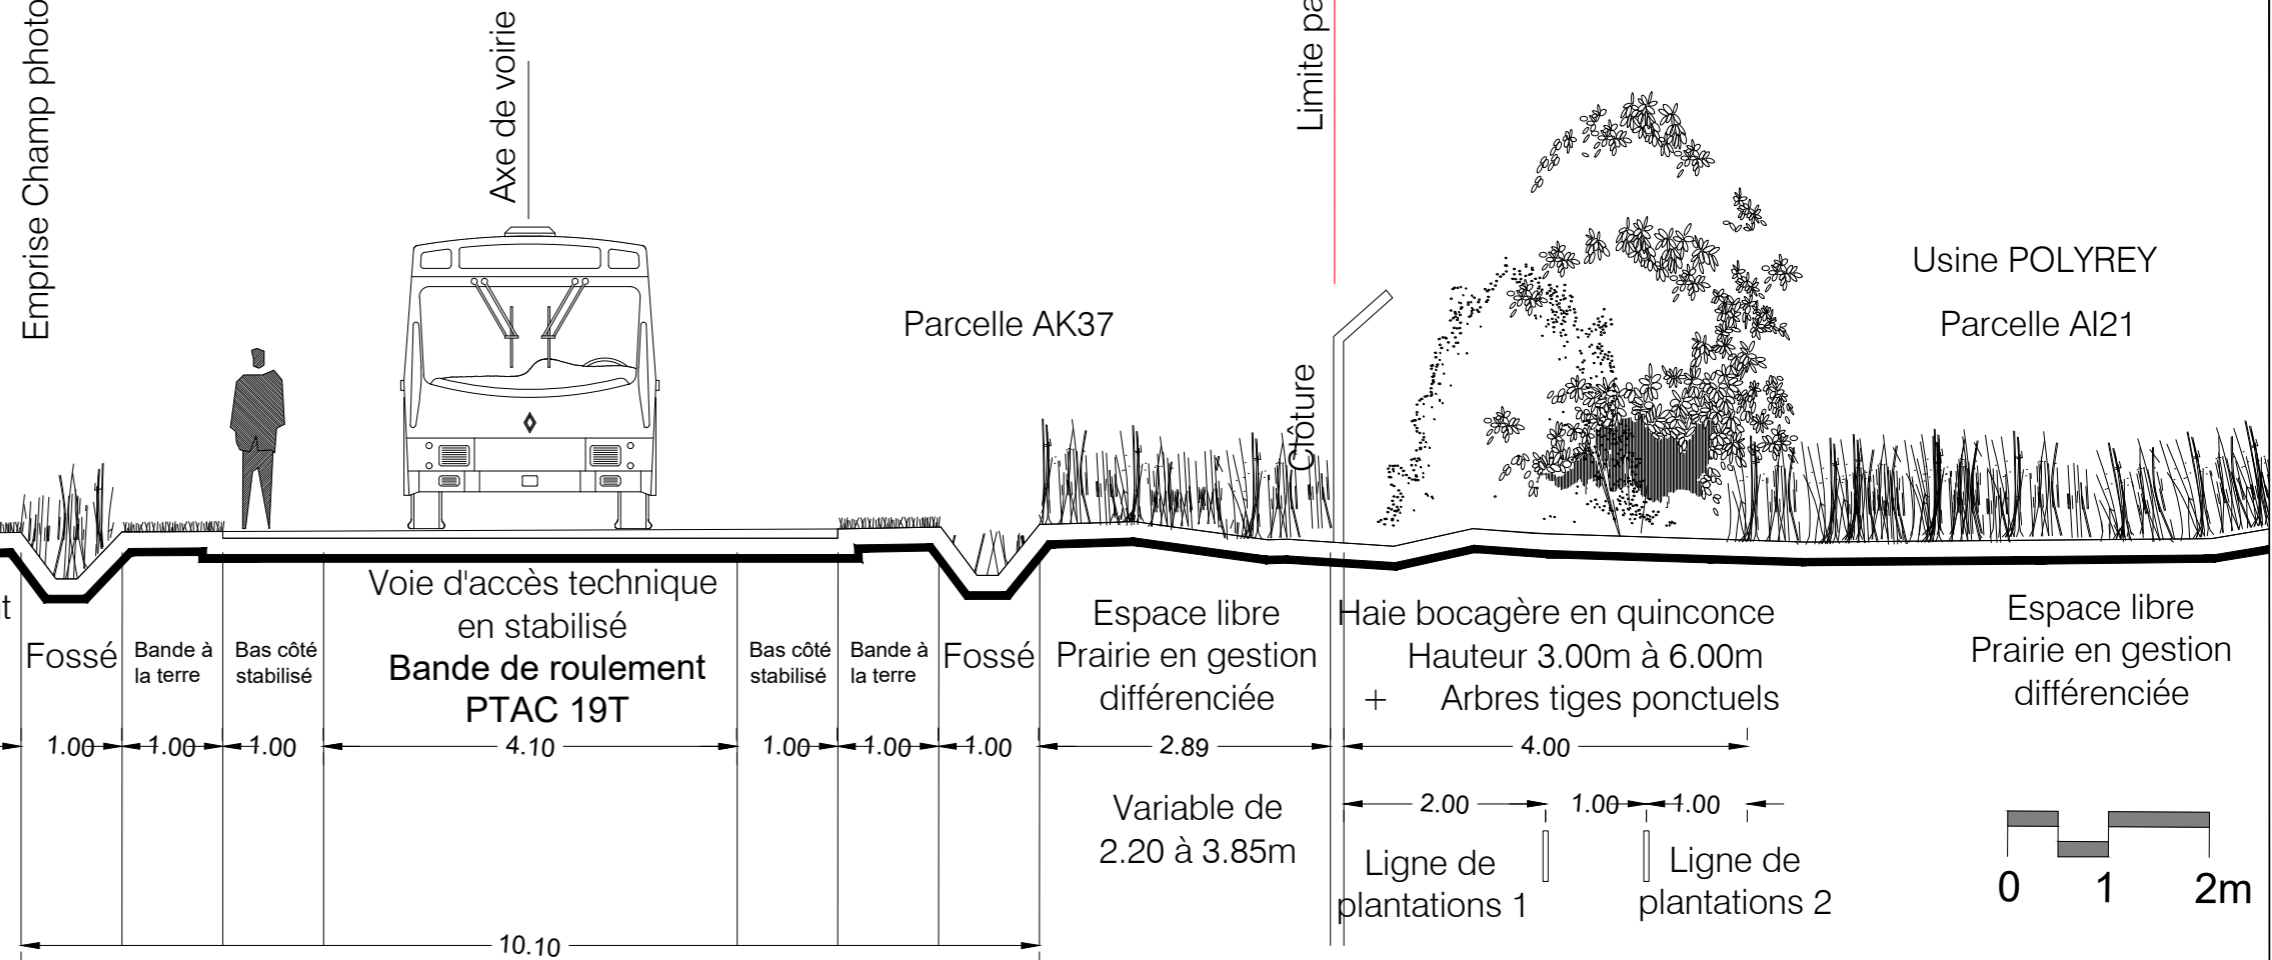 Emprise Champ photo
Axe de voirie
Limite pa
Clôture
Parcelle AK37
Usine POLYREY
Parcelle AI21
t
Fossé
Bande à
la terre
Bas côté
stabilisé
Voie d'accès technique
en stabilisé
Bande de roulement
PTAC 19T
Bas côté
stabilisé
Bande à
la terre
Fossé
Espace libre
Prairie en gestion
différenciée
Haie bocagère en quinconce
Hauteur 3.00m à 6.00m
+ Arbres tiges ponctuels
Espace libre
Prairie en gestion
différenciée
1.00 1.00 1.00 4.10 1.00 1.00 1.00 2.89 4.00
Variable de
2.20 à 3.85m
2.00 1.00 1.00
Ligne de
plantations 1
Ligne de
plantations 2
0 1 2m
10.10